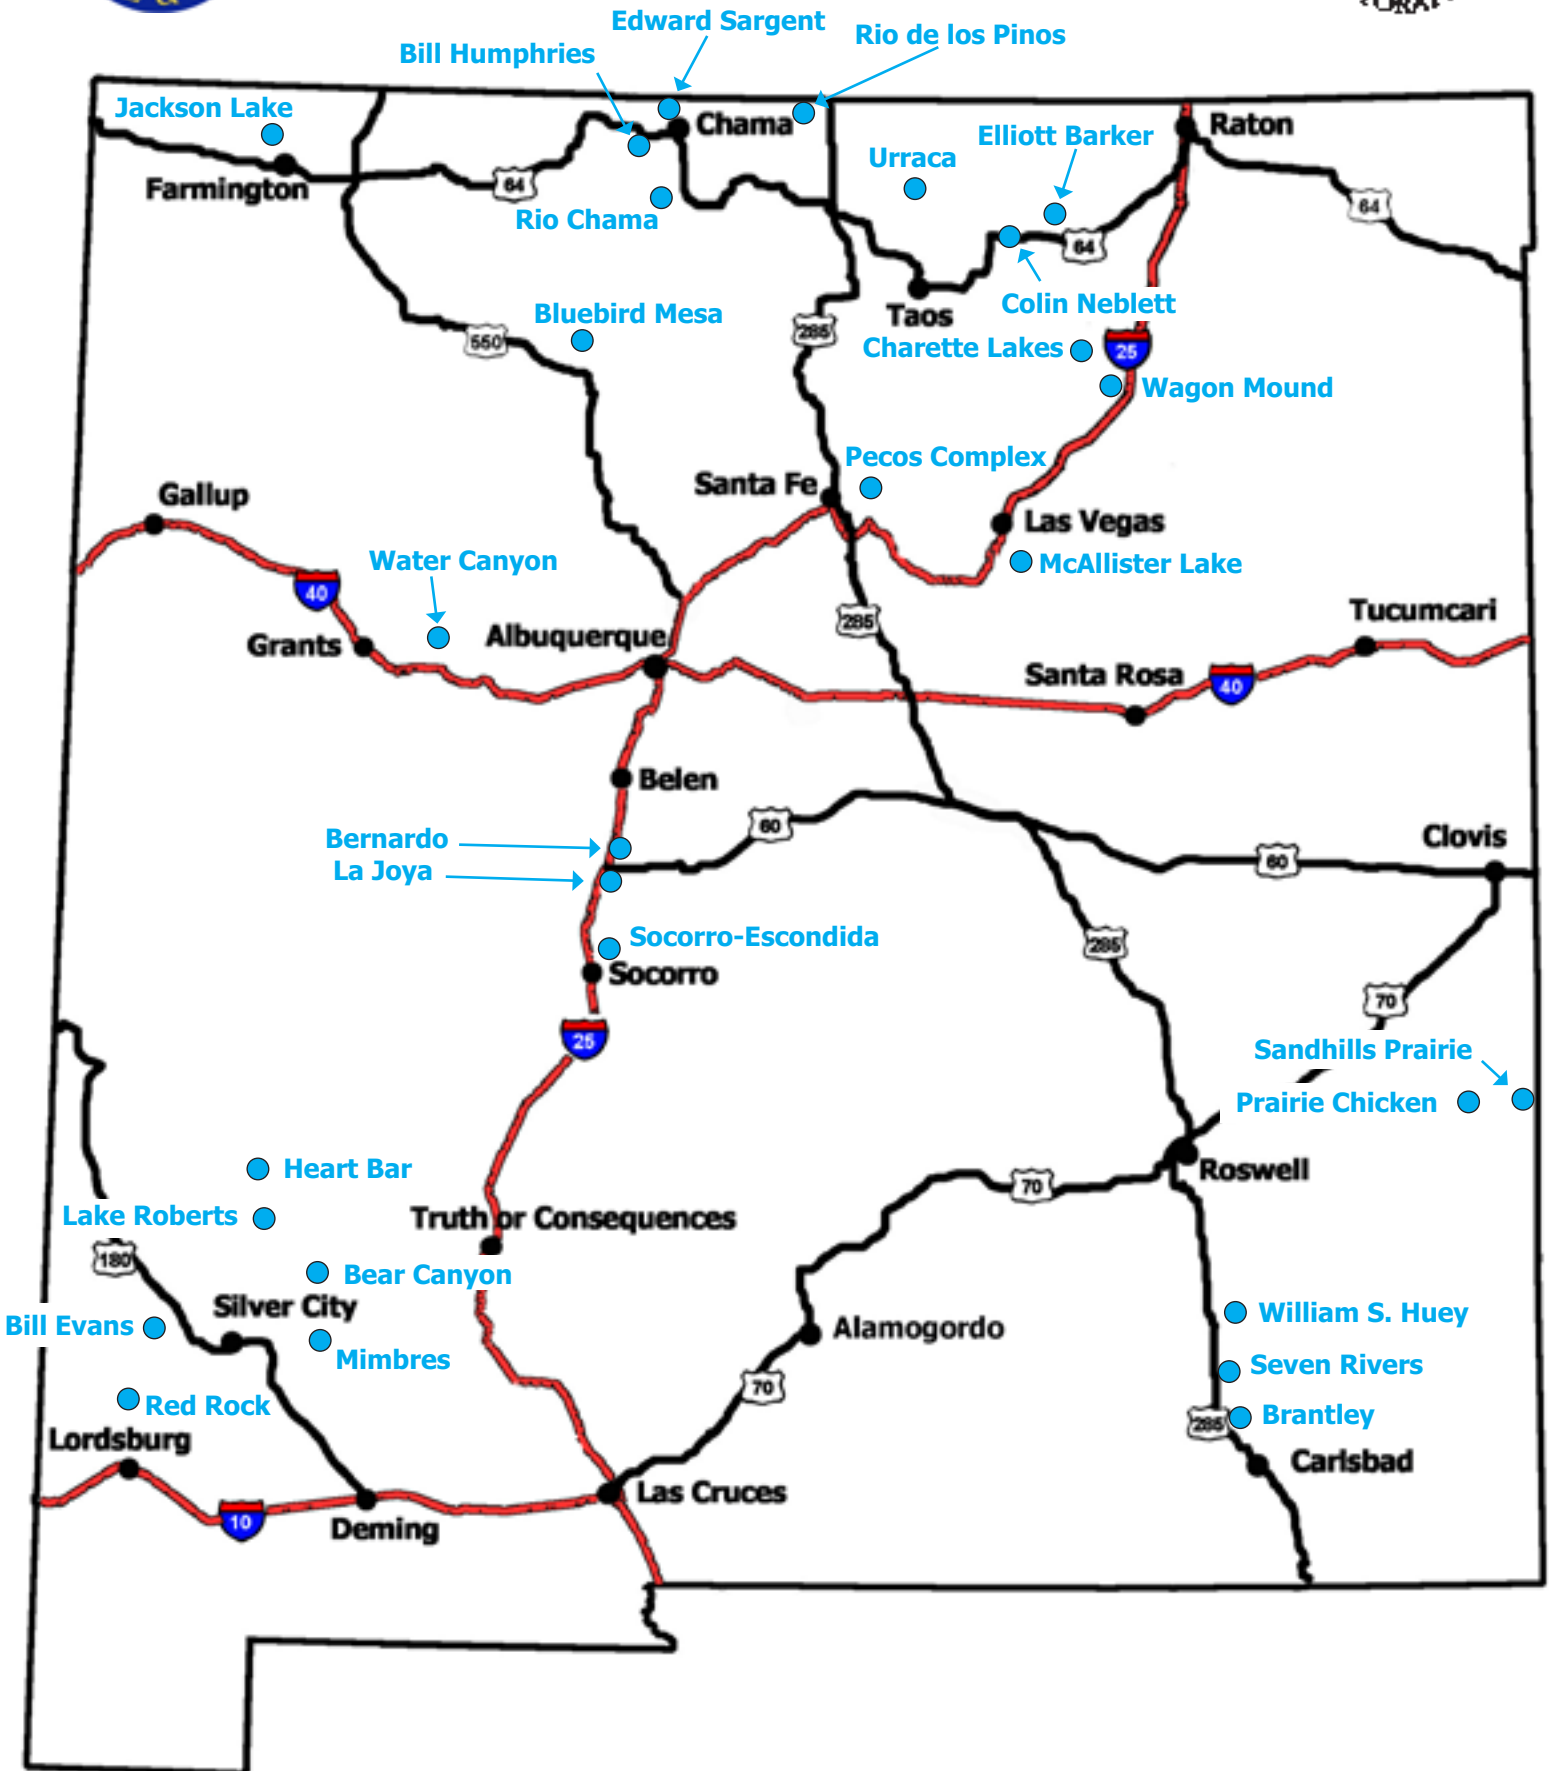 &
Edward Sargent
Rio de los Pinos
Bill Humphries
Jackson Lake
Chama
Raton
Elliott Barker
Urraca
Farmington
64
Rio Chama
64
64
Colin Neblett
Bluebird Mesa
Taos
285
550
Charette Lakes
25
Wagon Mound
Pecos Complex
Santa Fe
Gallup
Las Vegas
Water Canyon
McAllister Lake
40
285
Tucumcari
Albuquerque
Grants
Santa Rosa
40
Belen
60
Bernardo
Clovis
La Joya
60
Socorro-Escondida
285
Socorro
70
25
Sandhills Prairie
Prairie Chicken
Heart Bar
Roswell
70
Lake Roberts
Truth or Consequences
180
Bear Canyon
Silver City
William S. Huey
Bill Evans
Alamogordo
Mimbres
Seven Rivers
70
Red Rock
Brantley
285
Lordsburg
Carlsbad
Las Cruces
10
Deming